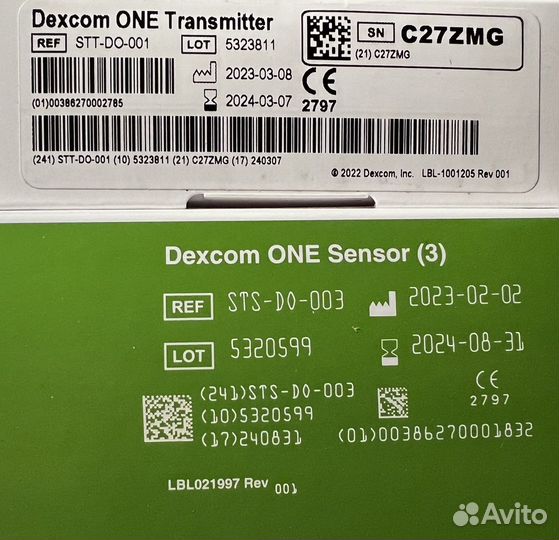 Dexcom ONE Transmitter
REF STT-DO-001 LOT 5323811
SN C27ZMG
(21) C27ZMG
2023-03-08
CE
2797
(01)00386270002785
2024-03-07
(241) STT-DO-001 (10) 5323811 (21) C27ZMG (17) 240307
© 2022 Dexcom, Inc. LBL-1001205 Rev 001
Dexcom ONE Sensor (3)
REF STS-DO-003 2023-02-02
LOT 5320599 2024-08-31
CE
2797
(241)STS-DO-003
(10)5320599
(17)240831 (01)00386270001832
LBL021997 Rev 001
Avito